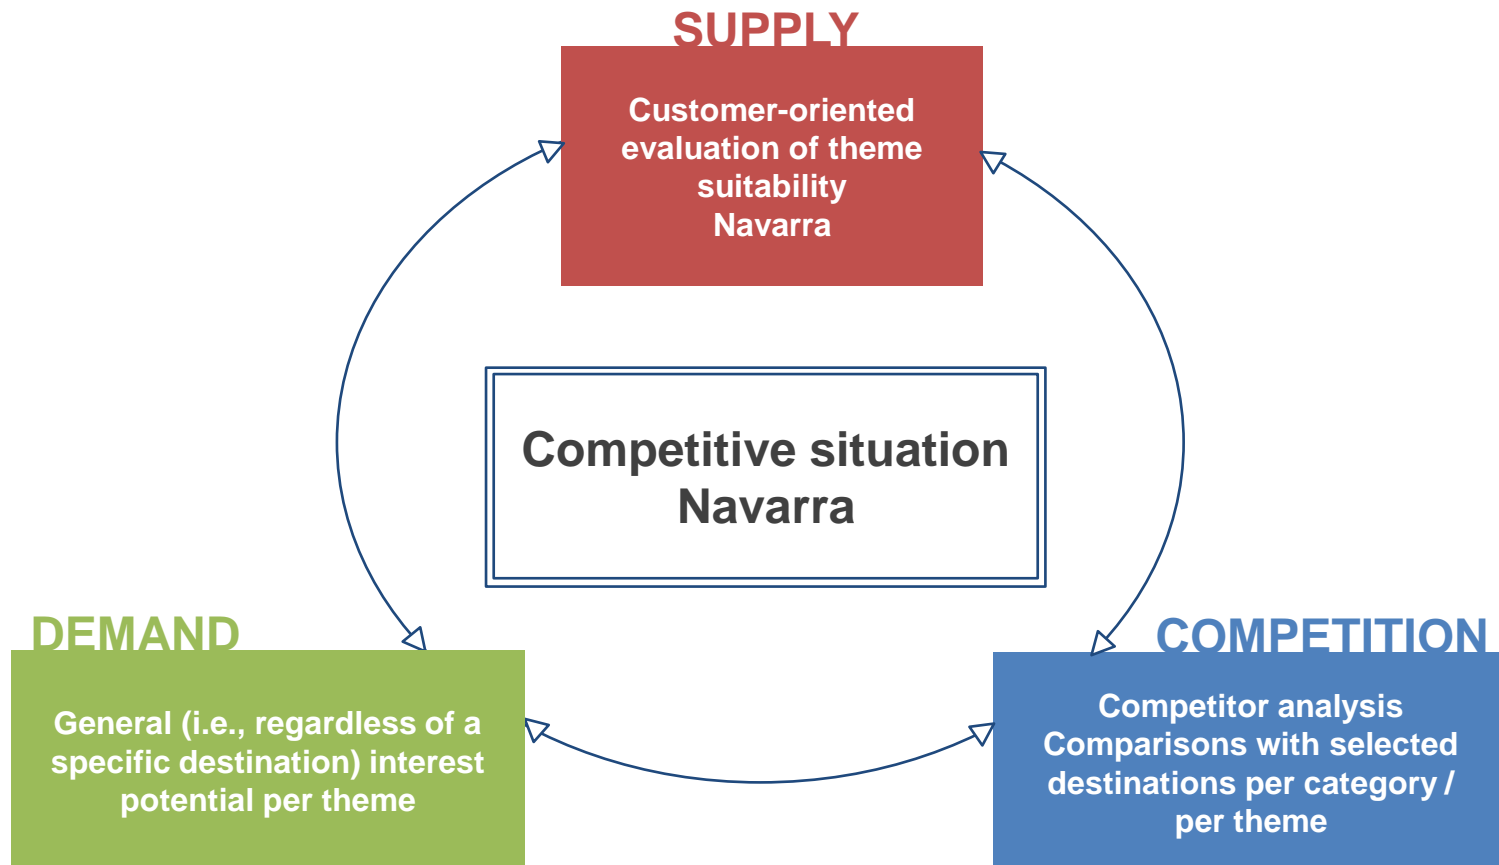 SUPPLY
Customer-oriented
evaluation of theme
suitability
Navarra
Competitive situation
Navarra
DEMAND
General (i.e., regardless of a
specific destination) interest
potential per theme
COMPETITION
Competitor analysis
Comparisons with selected
destinations per category /
per theme